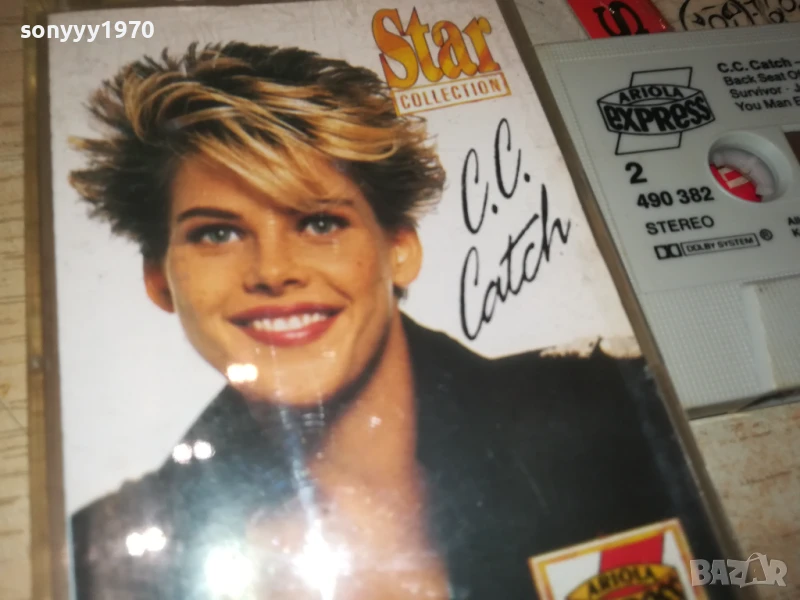 sonyyy1970
Star
COLLECTION
C.C.
Catch
ARIOLA
EXPRESS
C.C. Catch –
Back Seat
Survivor -
You Man
ARIOLA
EXPRESS
2
490 382
STEREO
DOLBY SYSTEM
BAZAR